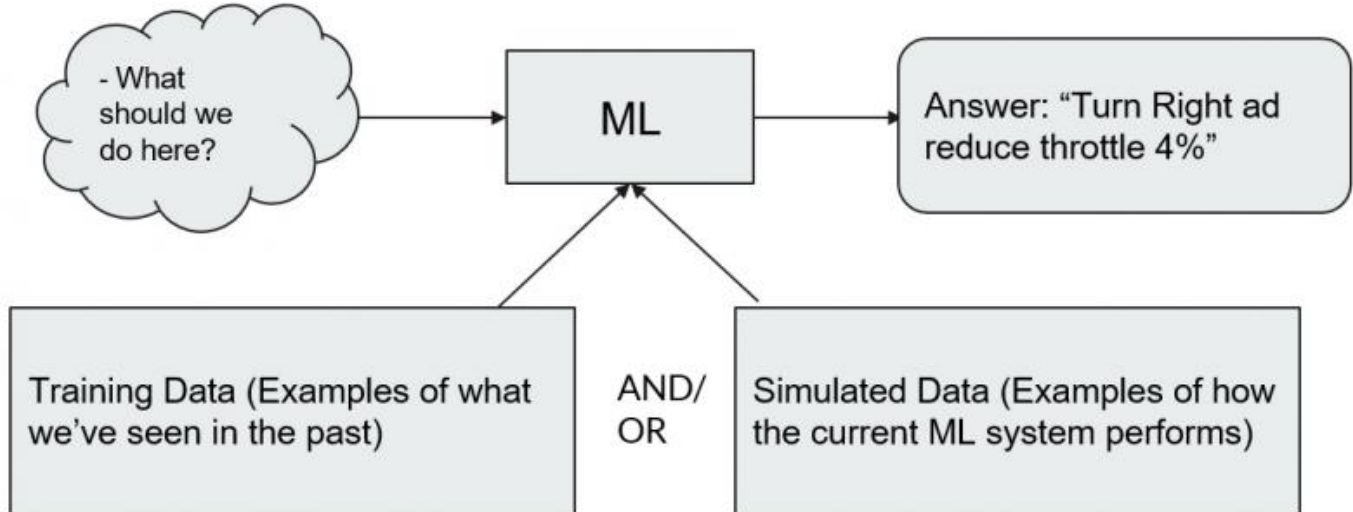 - What
should we
do here?
ML
Answer: “Turn Right ad
reduce throttle 4%”
Training Data (Examples of what
we’ve seen in the past)
AND/
OR
Simulated Data (Examples of how
the current ML system performs)